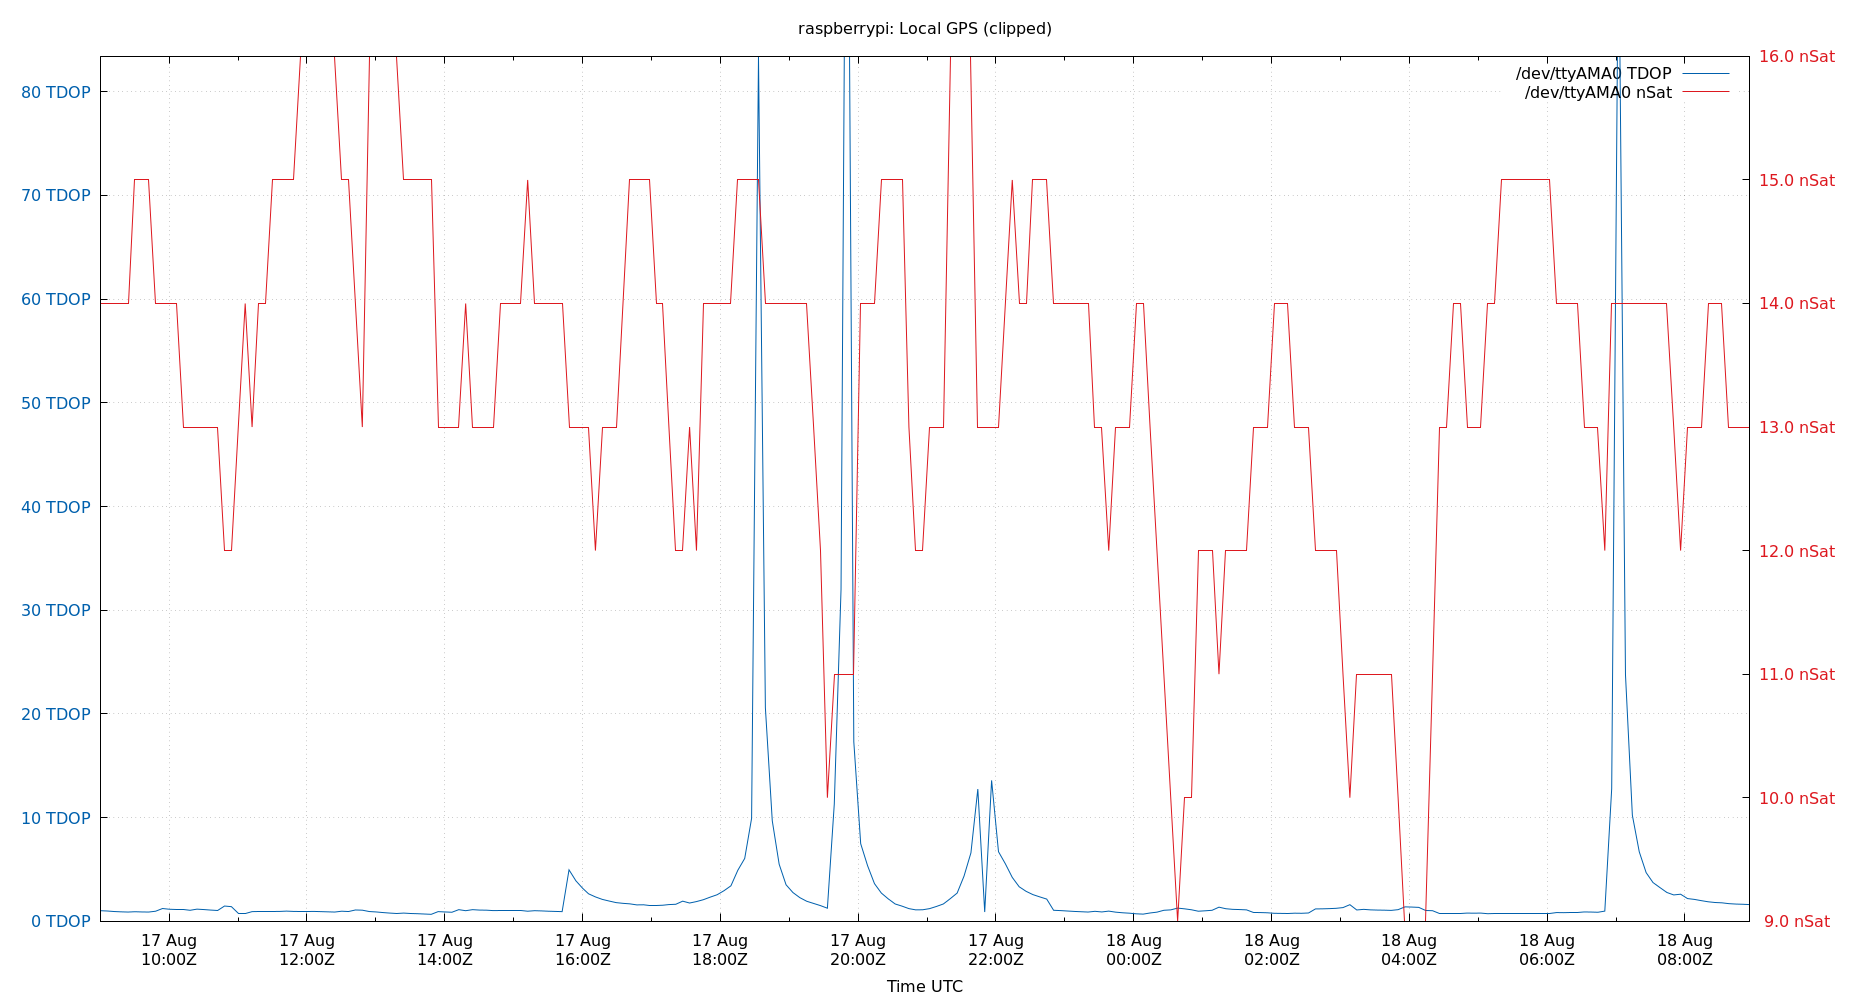 raspberrypi: Local GPS (clipped)
80 TDOP
70 TDOP
60 TDOP
50 TDOP
40 TDOP
30 TDOP
20 TDOP
10 TDOP
0 TDOP
/dev/ttyAMA0 TDOP
/dev/ttyAMA0 nSat
16.0 nSat
15.0 nSat
14.0 nSat
13.0 nSat
12.0 nSat
11.0 nSat
10.0 nSat
9.0 nSat
17 Aug
10:00Z
17 Aug
12:00Z
17 Aug
14:00Z
17 Aug
16:00Z
17 Aug
18:00Z
17 Aug
20:00Z
17 Aug
22:00Z
18 Aug
00:00Z
18 Aug
02:00Z
18 Aug
04:00Z
18 Aug
06:00Z
18 Aug
08:00Z
Time UTC